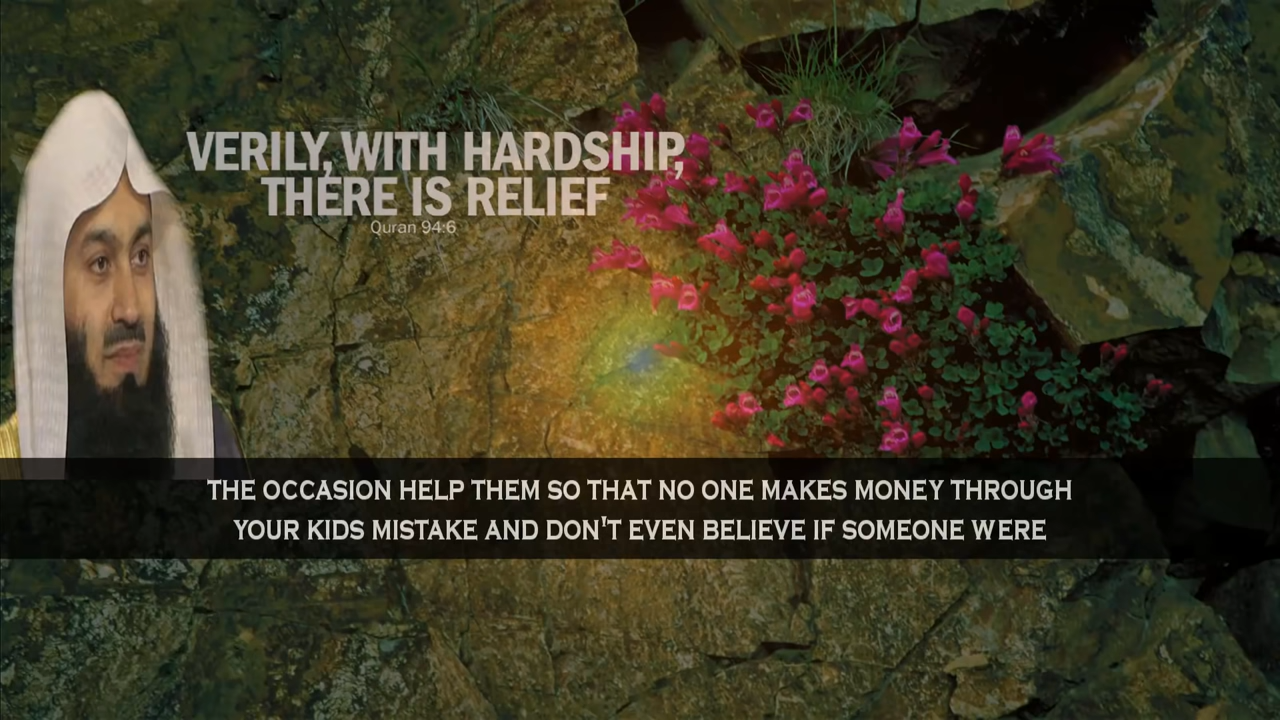 VERILY, WITH HARDSHIP,
THERE IS RELIEF
Quran 94:6
THE OCCASION HELP THEM SO THAT NO ONE MAKES MONEY THROUGH
YOUR KIDS MISTAKE AND DON'T EVEN BELIEVE IF SOMEONE WERE